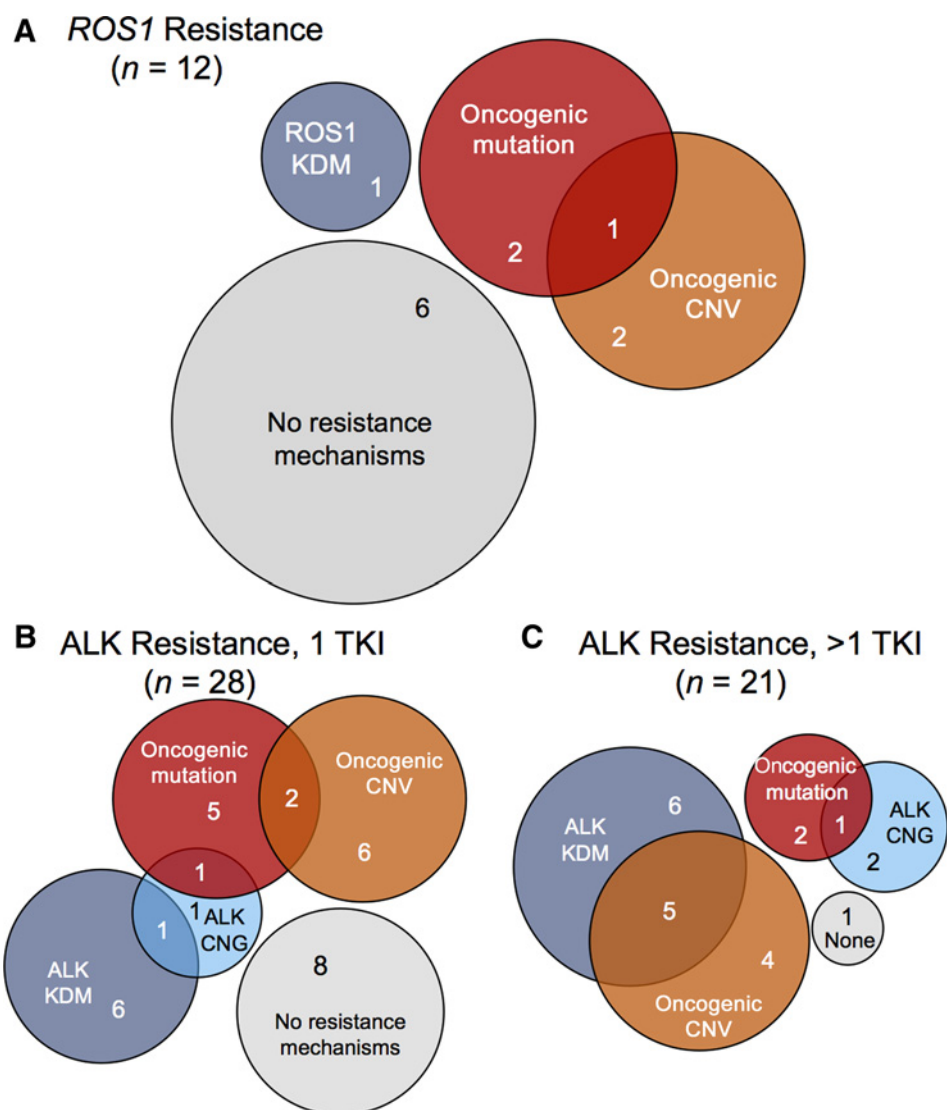 A ROS1 Resistance
(n = 12)
ROS1
KDM
1
Oncogenic
mutation
2
1
Oncogenic
CNV
2
6
No resistance
mechanisms
B ALK Resistance, 1 TKI
(n = 28)
Oncogenic
mutation
5
2
Oncogenic
CNV
6
1
1 ALK
CNG
1
ALK
KDM
6
8
No resistance
mechanisms
C ALK Resistance, >1 TKI
(n = 21)
ALK
KDM
6
5
4
Oncogenic
CNV
Oncogenic
mutation
2
1
ALK
CNG
2
1
None